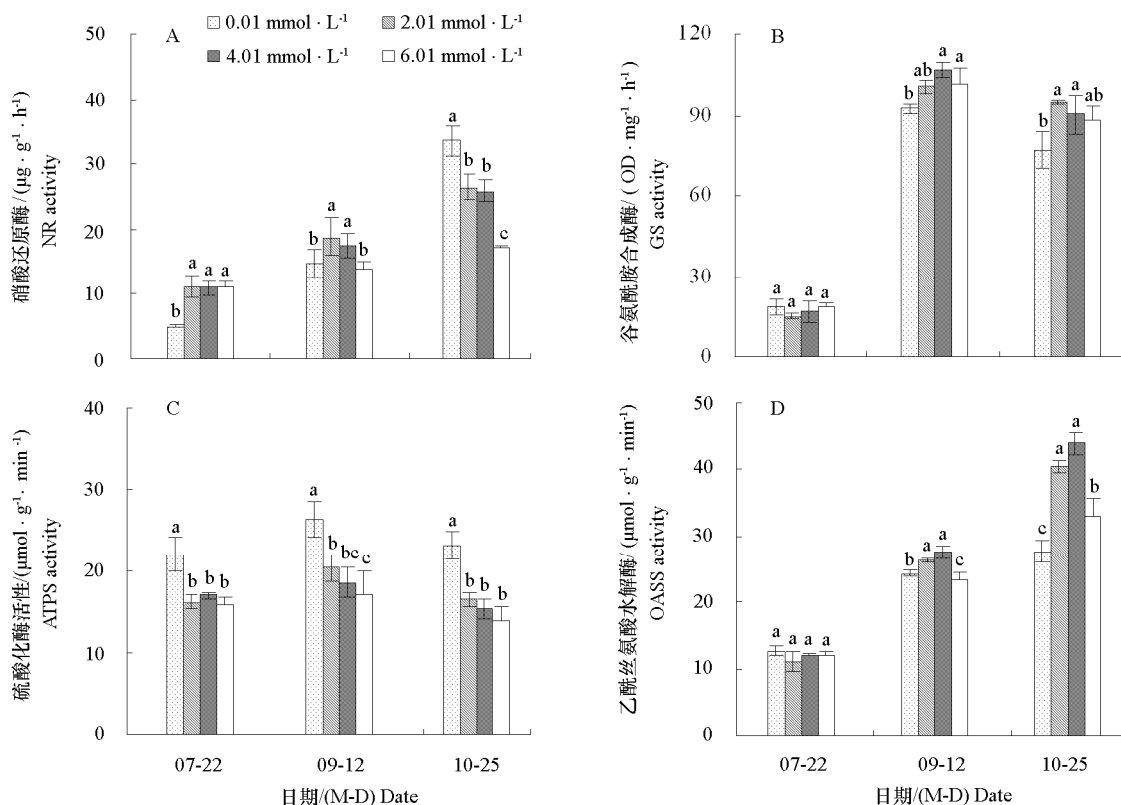 A
0.01 mmol · L-1
2.01 mmol · L-1
4.01 mmol · L-1
6.01 mmol · L-1
硝酸还原酶/(μg · g-1 · h-1)
NR activity
50
40
30
20
10
0
b a a a
b a a b
a b b c
B
谷氨酰胺合成酶/( OD · mg-1 · h-1)
GS activity
120
90
60
30
0
a a a a
b ab a a
b a a ab
C
硫酸化酶活性/(μmol · g-1 · min -1)
ATPS activity
40
30
20
10
0
a b b b
a b bc c
a b b b
07-22 09-12 10-25
日期/(M-D) Date
D
乙酰丝氨酸水解酶/(μmol · g-1 · min-1)
OASS activity
50
40
30
20
10
0
a a a a
b a a c
c a a b
07-22 09-12 10-25
日期/(M-D) Date